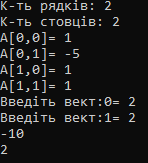 К-ть рядків: 2
К-ть стовців: 2
A[0,0]= 1
A[0,1]= -5
A[1,0]= 1
A[1,1]= 1
Введіть вект:0= 2
Введіть вект:1= 2
-10
2